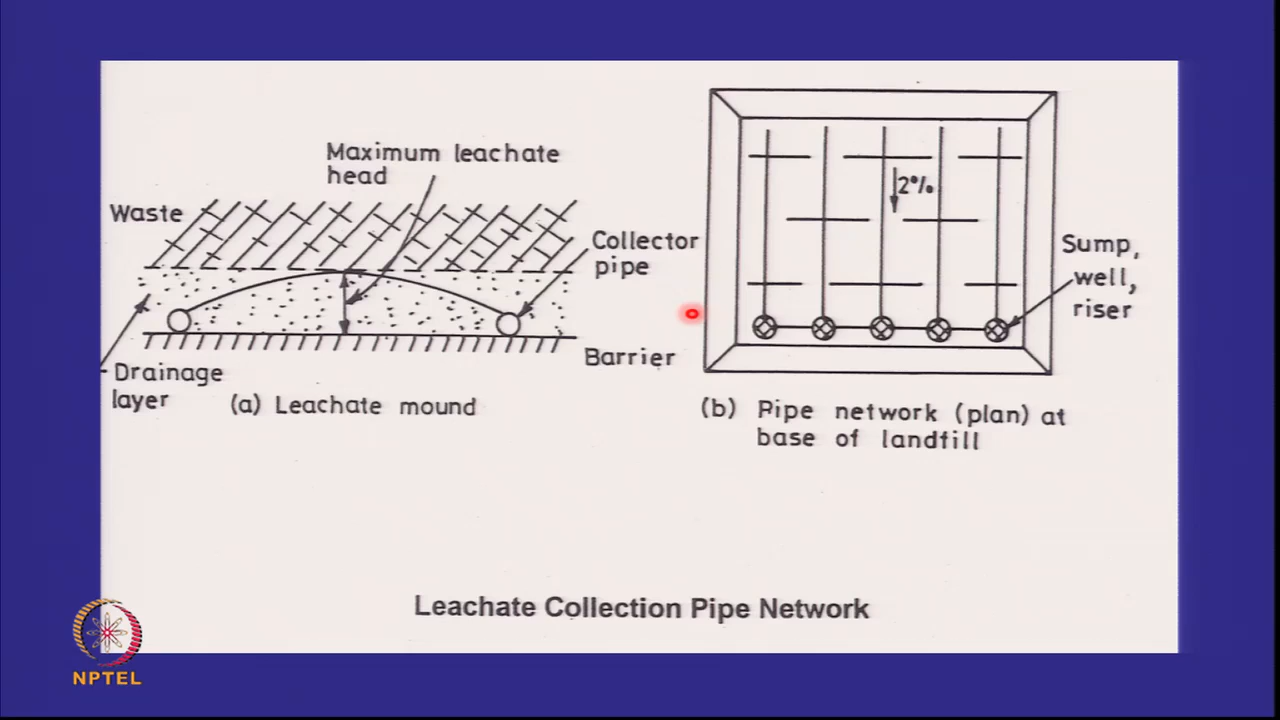 Maximum leachate
head
Waste
Collector
pipe
Barrier
Drainage
layer
(a) Leachate mound
2%
Sump,
well,
riser
(b) Pipe network (plan) at
base of landfill
Leachate Collection Pipe Network
NPTEL